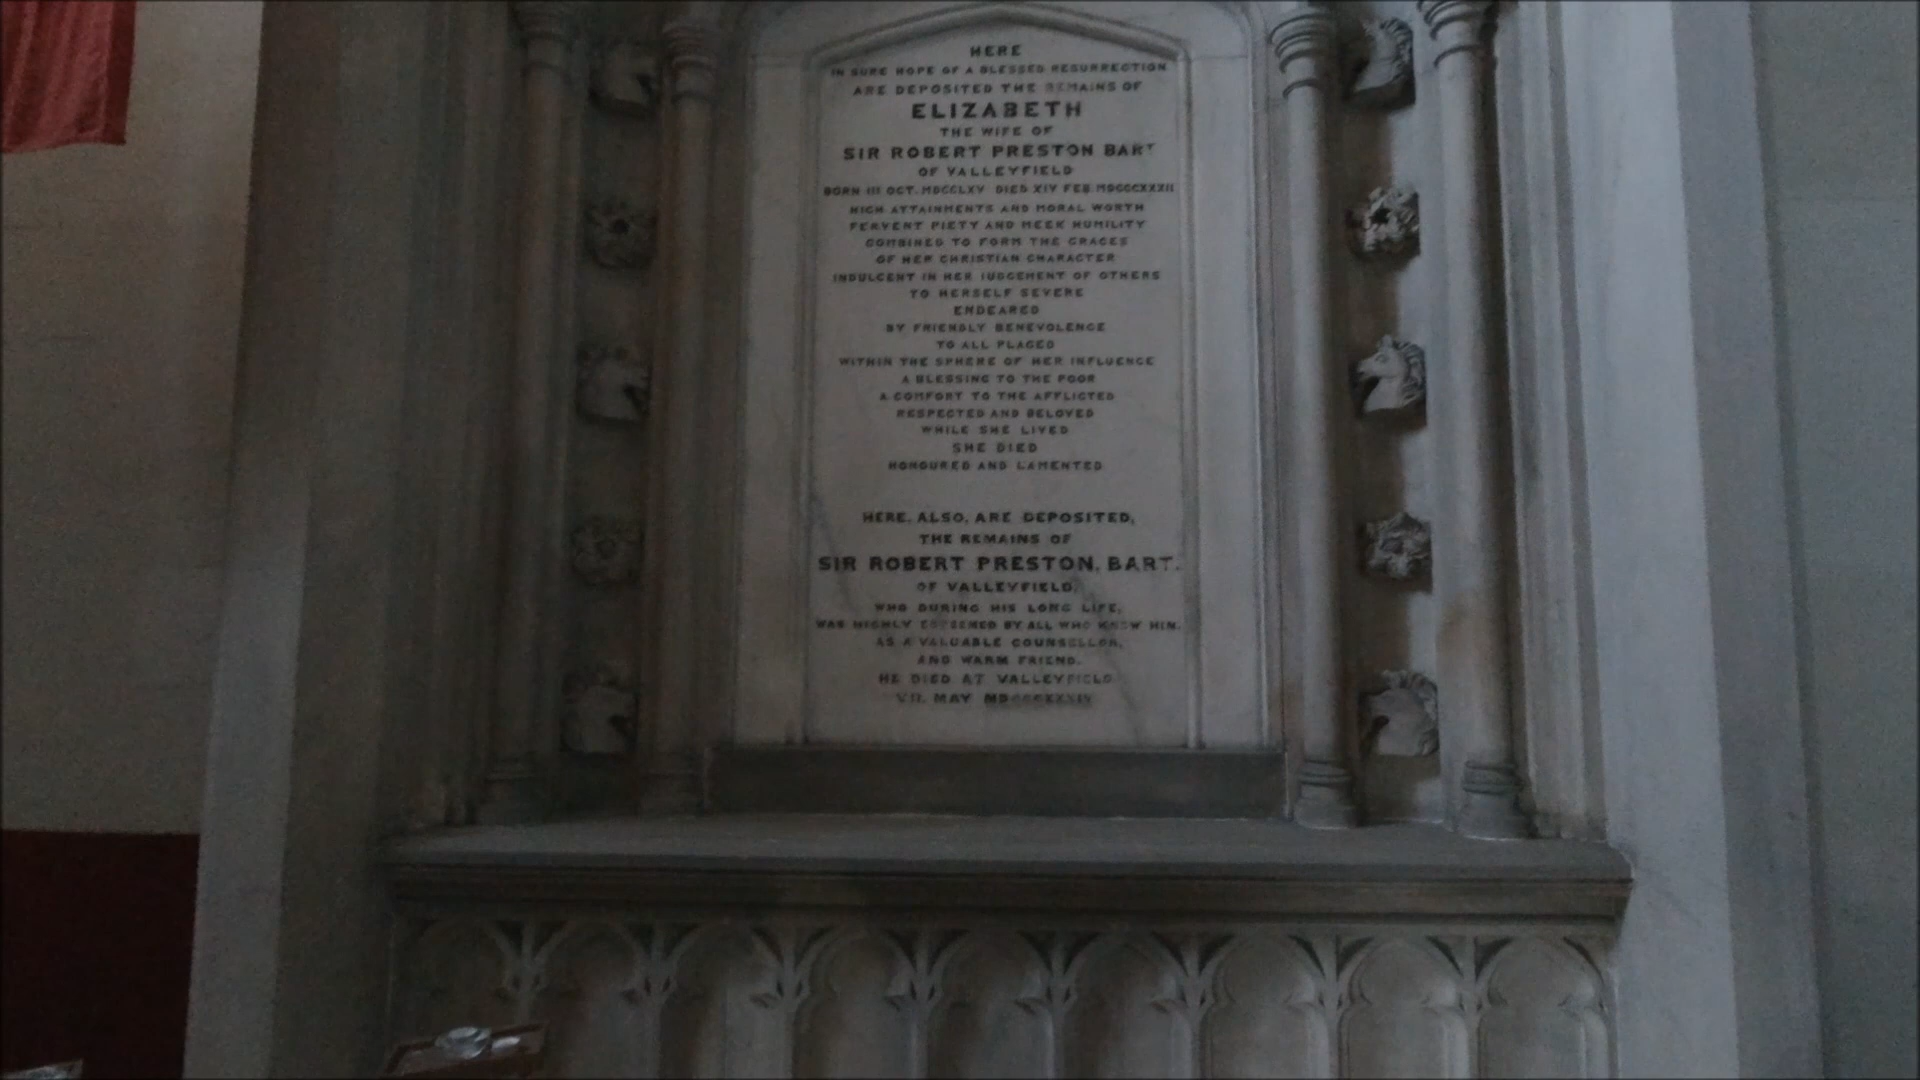 HERE
IN SURE HOPE OF A BLESSED RESURRECTION
ARE DEPOSITED THE REMAINS OF
ELIZABETH
THE WIFE OF
SIR ROBERT PRESTON BART
OF VALLEYFIELD
BORN III OCT. MDCCLXV DIED XIV FEB. MDCCCXXXII
HIGH ATTAINMENTS AND MORAL WORTH
FERVENT PIETY AND MEEK HUMILITY
COMBINED TO FORM THE GRACES
OF HER CHRISTIAN CHARACTER
INDULGENT IN HER IUDGEMENT OF OTHERS
TO HERSELF SEVERE
ENDEARED
BY FRIENDLY BENEVOLENCE
TO ALL PLACED
WITHIN THE SPHERE OF HER INFLUENCE
A BLESSING TO THE POOR
A COMFORT TO THE AFFLICTED
RESPECTED AND BELOVED
WHILE SHE LIVED
SHE DIED
HONOURED AND LAMENTED
HERE, ALSO, ARE DEPOSITED,
THE REMAINS OF
SIR ROBERT PRESTON, BART.
OF VALLEYFIELD,
WHO DURING HIS LONG LIFE,
WAS HIGHLY ESTEEMED BY ALL WHO KNEW HIM,
AS A VALUABLE COUNSELLOR,
AND WARM FRIEND.
HE DIED AT VALLEYFIELD
VII. MAY MDCCCXXXIV